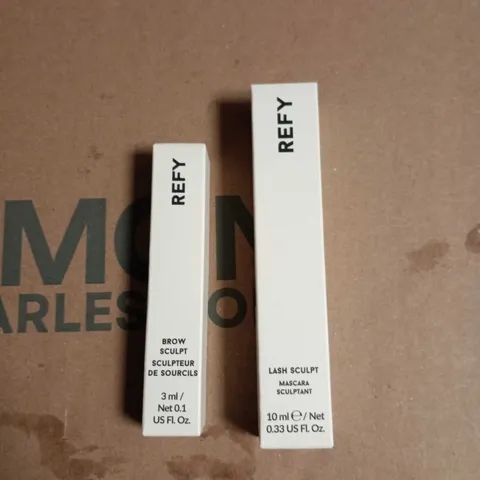 REFY
BROW
SCULPT
SCULPTEUR
DE SOURCILS
3 ml /
Net 0.1
US Fl. Oz.
REFY
LASH SCULPT
MASCARA
SCULPTANT
10 ml ℮ / Net
0.33 US Fl. Oz.